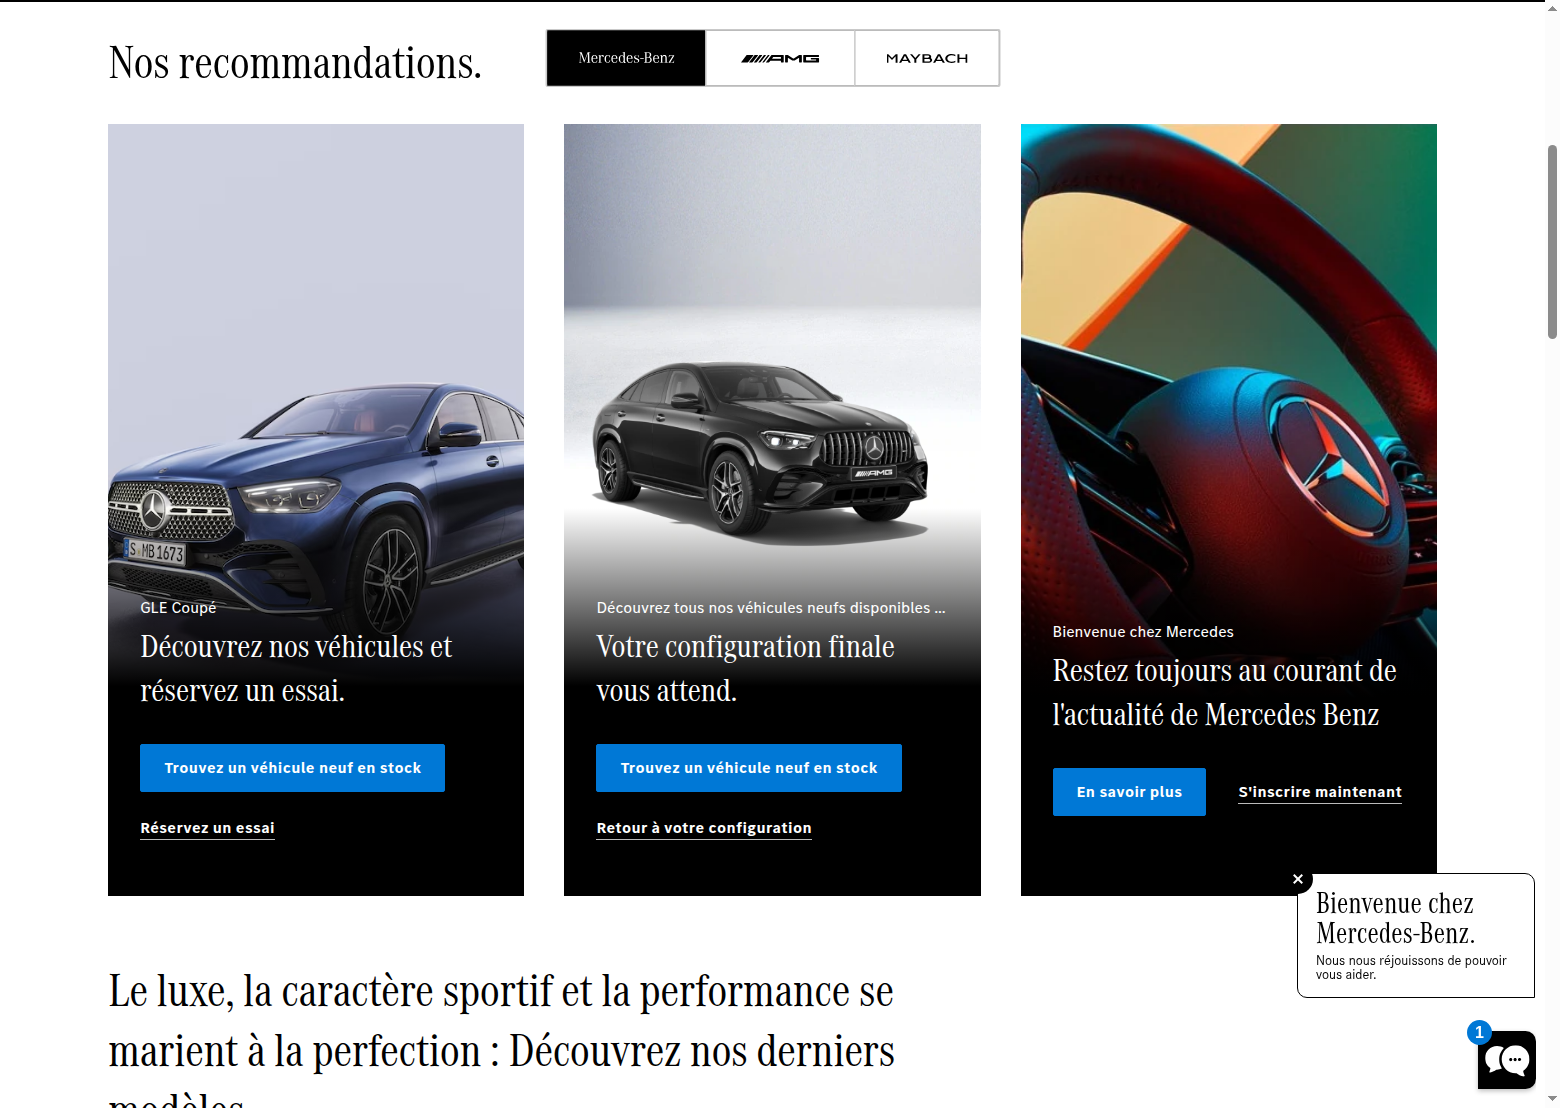 Nos recommandations.
Mercedes-Benz
AMG
MAYBACH
S MB 1673
GLE Coupé
Découvrez nos véhicules et
réservez un essai.
Trouvez un véhicule neuf en stock
Réservez un essai
AMG
Découvrez tous nos véhicules neufs disponibles ...
Votre configuration finale
vous attend.
Trouvez un véhicule neuf en stock
Retour à votre configuration
Bienvenue chez Mercedes
Restez toujours au courant de
l'actualité de Mercedes Benz
En savoir plus
S'inscrire maintenant
Bienvenue chez
Mercedes-Benz.
Nous nous réjouissons de pouvoir
vous aider.
1
Le luxe, la caractère sportif et la performance se
marient à la perfection : Découvrez nos derniers
modèles